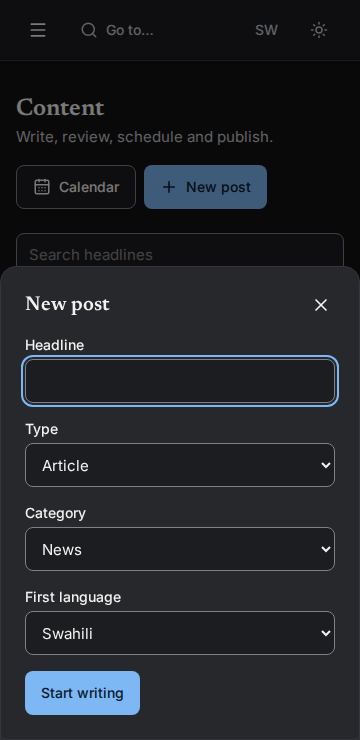 Go to...
SW
Content
Write, review, schedule and publish.
Calendar
New post
Search headlines
New post
Headline
Type
Article
Category
News
First language
Swahili
Start writing